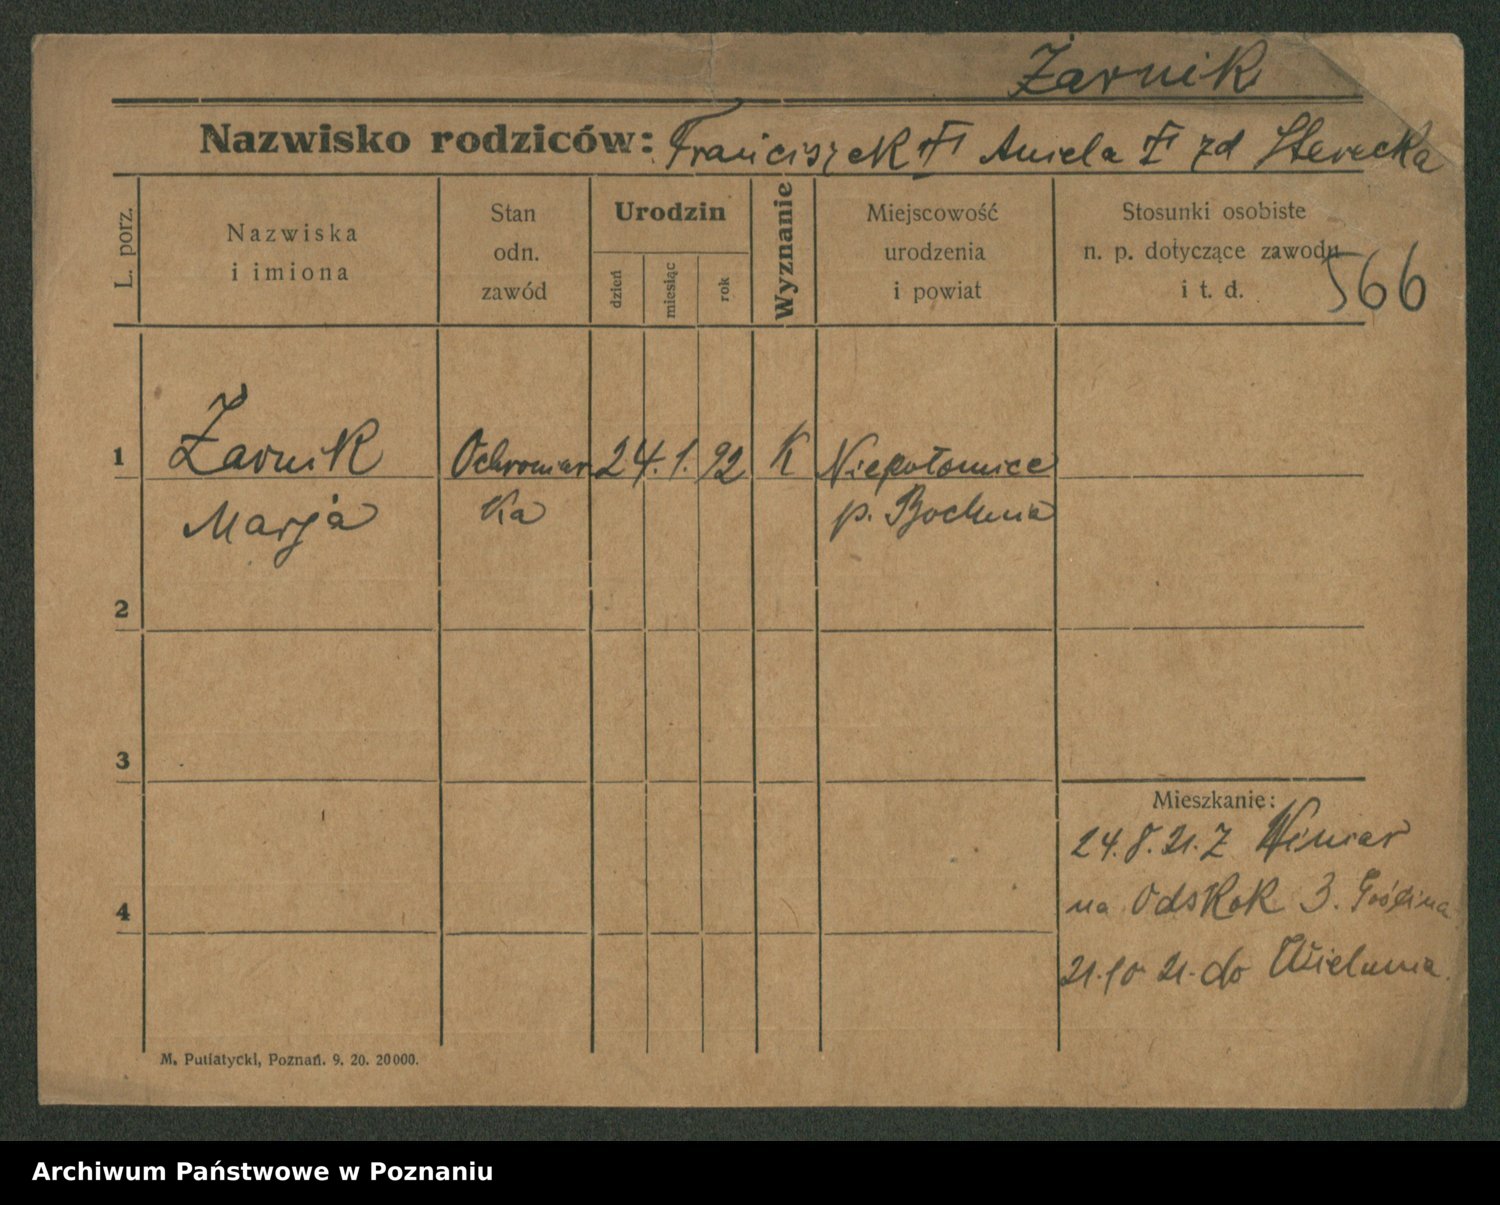 Żarnik
Nazwisko rodziców: Franciszek Aniela zd
L. porz.
Nazwiska
i imiona
Stan
odn.
zawód
Urodzin
dzień
miesiąc
rok
Wyznanie
Miejscowość
urodzenia
i powiat
Stosunki osobiste
n. p. dotyczące zawodu
i t. d.
566
1 Żarnik Ochroniar 24. 1. 92 K Niepołomice
Marja ka p. Bochnia
2
3
Mieszkanie:
24.8.21. Z Winiar
na Odskok 3. Goślina
4
21.10 21. do Wielunia.
M. Putiatycki, Poznań. 9. 20. 20000.
Archiwum Państwowe w Poznaniu